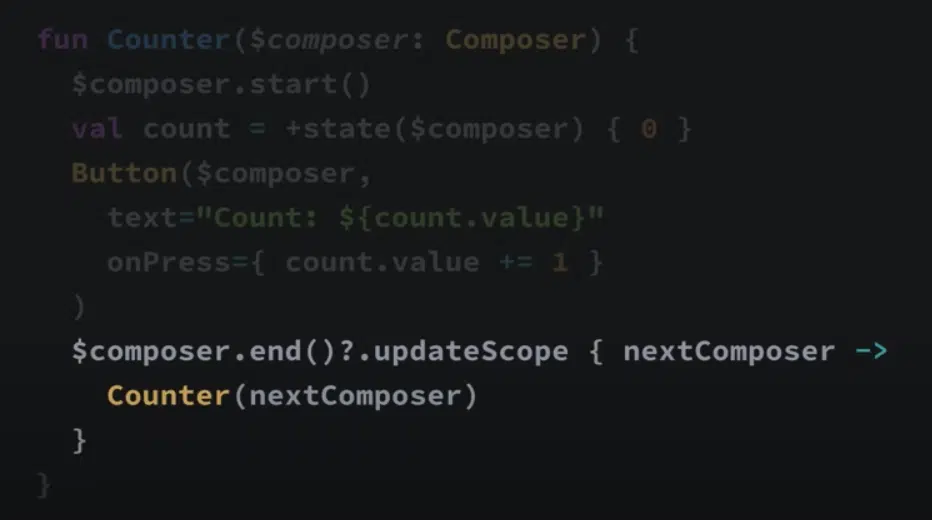 fun Counter($composer: Composer) {
$composer.start()
val count = +state($composer) { 0 }
Button($composer,
text="Count: ${count.value}"
onPress={ count.value += 1 }
)
$composer.end()?.updateScope { nextComposer ->
Counter(nextComposer)
}
}